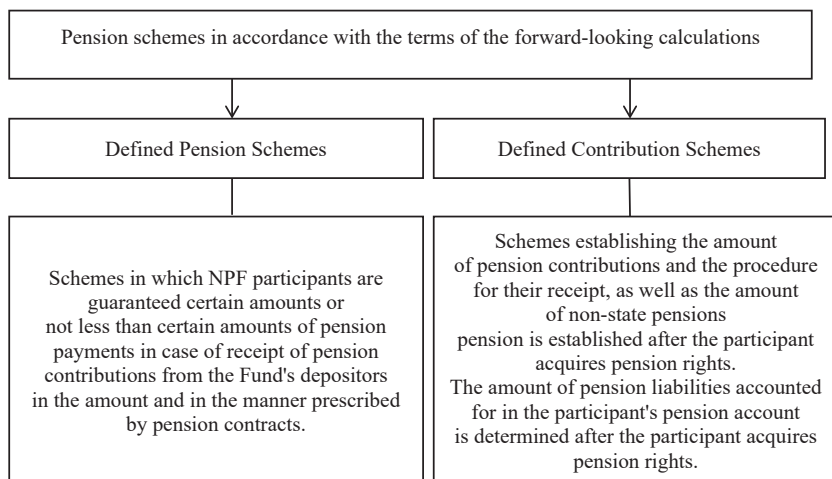 Pension schemes in accordance with the terms of the forward-looking calculations
Defined Pension Schemes
Defined Contribution Schemes
Schemes in which NPF participants are
guaranteed certain amounts or
not less than certain amounts of pension
payments in case of receipt of pension
contributions from the Fund's depositors
in the amount and in the manner prescribed
by pension contracts.
Schemes establishing the amount
of pension contributions and the procedure
for their receipt, as well as the amount
of non-state pensions
pension is established after the participant
acquires pension rights.
The amount of pension liabilities accounted
for in the participant's pension account
is determined after the participant acquires
pension rights.